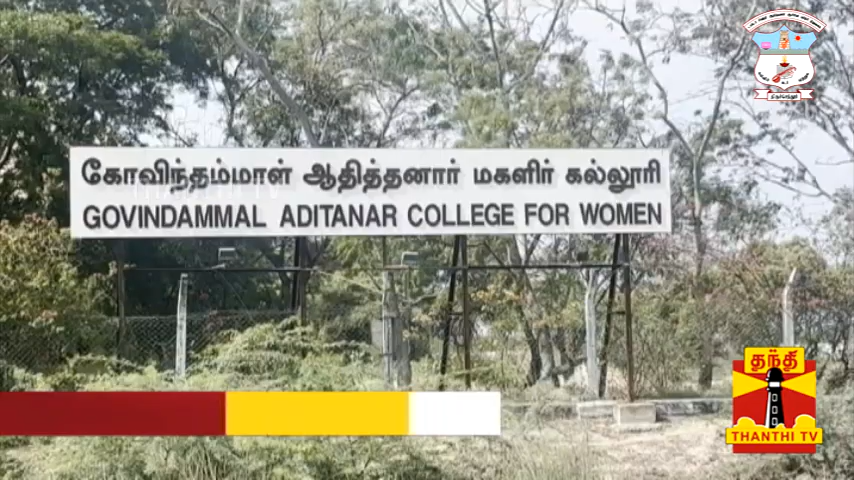 கோவிந்தம்மாள் ஆதித்தனார் மகளிர் கல்லூரி
GOVINDAMMAL ADITANAR COLLEGE FOR WOMEN
தந்தி
THANTHI TV